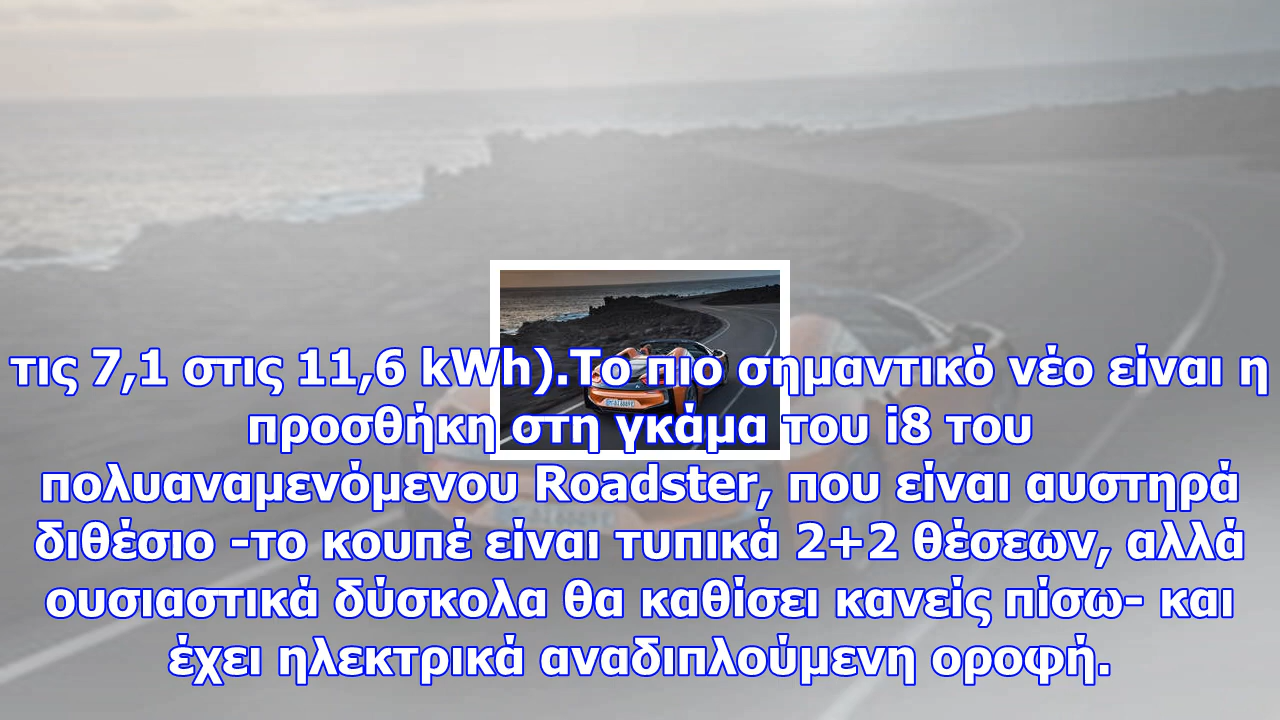 τις 7,1 στις 11,6 kWh).Το πιο σημαντικό νέο είναι η
προσθήκη στη γκάμα του i8 του
πολυαναμενόμενου Roadster, που είναι αυστηρά
διθέσιο -το κουπέ είναι τυπικά 2+2 θέσεων, αλλά
ουσιαστικά δύσκολα θα καθίσει κανείς πίσω- και
έχει ηλεκτρικά αναδιπλούμενη οροφή.